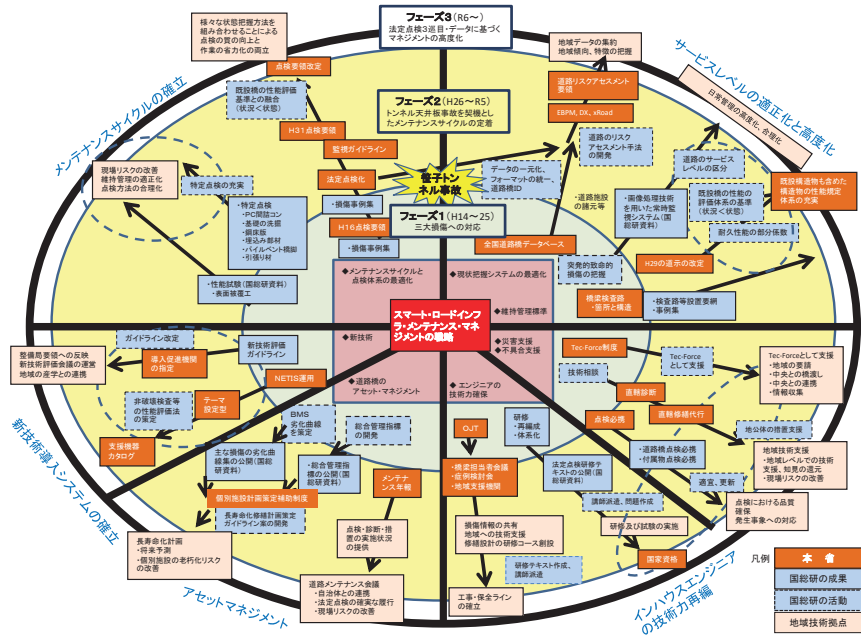 フェーズ3(R6～)
法定点検3巡目・データに基づく
マネジメントの高度化
フェーズ2(H26～R5)
トンネル天井板事故を契機とし
たメンテナンスサイクルの定着
笹子トン
ネル事故
フェーズ1(H14～25)
三大損傷への対応
メンテナンスサイクルの確立
様々な状態把握方法を
組み合わせることによる
点検の質の向上と
作業の省力化の両立
点検要領改定
既設橋の性能評価
基準との融合
(状況<状態)
H31点検要領
監視ガイドライン
法定点検化
・損傷事例集
H16点検要領
・損傷事例集
現場リスクの改善
維持管理の適正化
点検方法の合理化
特定点検の充実
・特定点検
・PC間詰コン
・基礎の洗掘
・鋼床版
・埋込み部材
・パイルベント橋脚
・引張り材
・性能試験(国総研資料)
・表面被覆工
サービスレベルの適正化と高度化
地域データの集約
地域傾向、特徴の把握
道路リスクアセスメント
要領
EBPM, DX, xRoad
日常管理の高度化、合理化
道路のリスク
アセスメント手法
の開発
データの一元化、
フォーマットの統一、
道路橋ID
・道路施設
の諸元等
・画像処理技術
を用いた常時監
視システム(国
総研資料)
道路のサービス
レベルの区分
既設橋の性能の
評価体系の基準
(状況<状態)
既設構造物も含めた
構造物の性能規定
体系の充実
耐久性能の部分係数
全国道路橋データベース
突発的致命的
損傷の把握
H29の道示の改定
橋梁検査路
・箇所と構造
・検査路等設置要綱
・事例集
◆メンテナンスサイクルと
点検体系の最適化
◆現状把握システムの最適化
◆維持管理標準
スマート・ロードインフ
ラ・メンテナンス・マネ
ジメントの戦略
◆新技術
◆災害支援
◆不具合支援
◆道路橋の
アセット・マネジメント
◆エンジニアの
技術力確保
新技術導入システムの確立
ガイドライン改定
整備局要領への反映
新技術評価会議の運営
地域の産学との連携
導入促進機関
の指定
新技術評価
ガイドライン
NETIS運用
非破壊検査等
の性能評価法の策定
テーマ
設定型
支援機器
カタログ
アセットマネジメント
BMS
劣化曲線
を策定
総合管理指標
の開発
主な損傷の劣化曲
線集の公開(国総
研資料)
・総合管理指
標の公開(国
総研資料)
個別施設計画策定補助制度
長寿命化修繕計画策定
ガイドライン案の開発
長寿命化計画
・将来予測
・個別施設の老朽化リスク
の改善
メンテナン
ス年報
点検・診断・措
置の実施状況
の提供
道路メンテナンス会議
・自治体との連携
・法定点検の確実な履行
・現場リスクの改善
インハウスエンジニア
の技術力再編
Tec-Force制度
Tec-Force
として支援
技術相談
直轄診断
直轄修繕代行
Tec-Forceとして支援
・地域の要請
・中央との橋渡し
・中央との連携
・情報収集
地公体の措置支援
地域技術支援
・地域レベルでの技術
支援、知見の還元
・現場リスクの改善
点検必携
・道路橋点検必携
・付属物点検必携
適宜、更新
点検における品質
確保
発生事象への対応
OJT
研修
・再編成
・体系化
・橋梁担当者会議
・症例検討会
・地域支援機関
法定点検研修テ
キストの公開(国
総研資料)
講師派遣、問題作成
損傷情報の共有
地域への技術支援
修繕設計の研修コース創設
研修及び試験の実施
研修テキスト作成、
講師派遣
国家資格
工事・保全ライン
の確立
凡例
本省
国総研の成果
国総研の活動
地域技術拠点